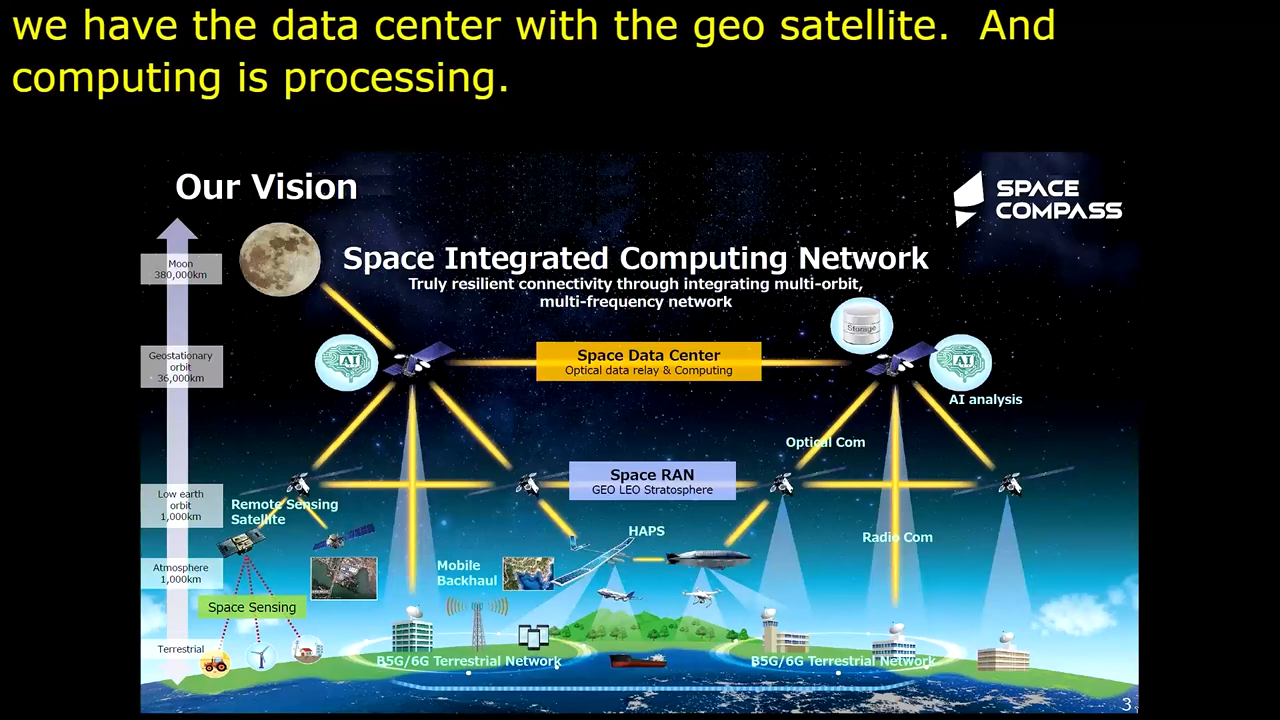 we have the data center with the geo satellite.  And
computing is processing.
Our Vision
SPACE
COMPASS
Moon
380,000km
Space Integrated Computing Network
Truly resilient connectivity through integrating multi-orbit,
multi-frequency network
Storage
Geostationary
orbit
36,000km
AI
Space Data Center
Optical data relay & Computing
AI
AI analysis
Optical Com
Space RAN
GEO LEO Stratosphere
Low earth
orbit
1,000km
Remote Sensing
Satellite
HAPS
Radio Com
Atmosphere
1,000km
Mobile
Backhaul
Space Sensing
Terrestrial
B5G/6G Terrestrial Network
B5G/6G Terrestrial Network
3